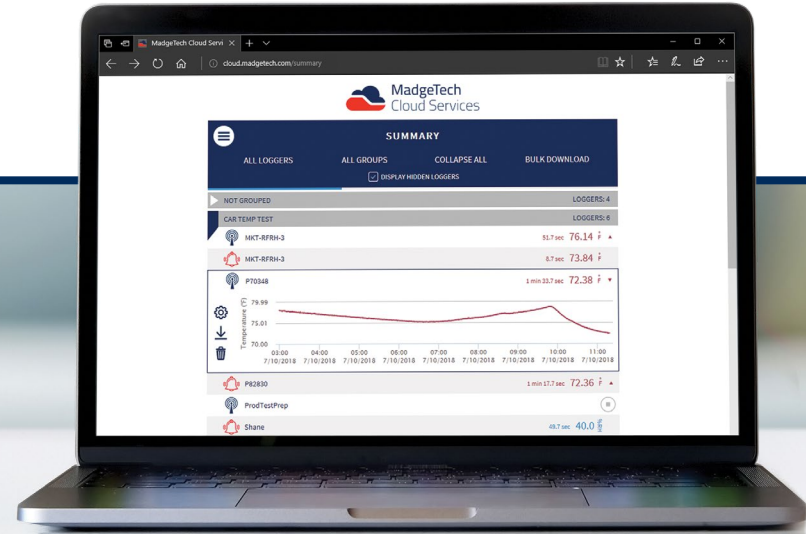 MadgeTech Cloud Servi
cloud.madgetech.com/summary
MadgeTech
Cloud Services
SUMMARY
ALL LOGGERS ALL GROUPS COLLAPSE ALL BULK DOWNLOAD
DISPLAY HIDDEN LOGGERS
NOT GROUPED LOGGERS: 4
CAR TEMP TEST LOGGERS: 6
MKT-RFRH-3 51.7 sec 76.14 °F
MKT-RFRH-3 8.7 sec 73.84 °F
P70348 1 min 33.7 sec 72.38 °F
Temperature (°F)
79.99
75.01
70.00
03:00 04:00 05:00 06:00 07:00 08:00 09:00 10:00 11:00
7/10/2018 7/10/2018 7/10/2018 7/10/2018 7/10/2018 7/10/2018 7/10/2018 7/10/2018 7/10/2018
P82830 1 min 17.7 sec 72.36 °F
ProdTestPrep
Shane 49.7 sec 40.0